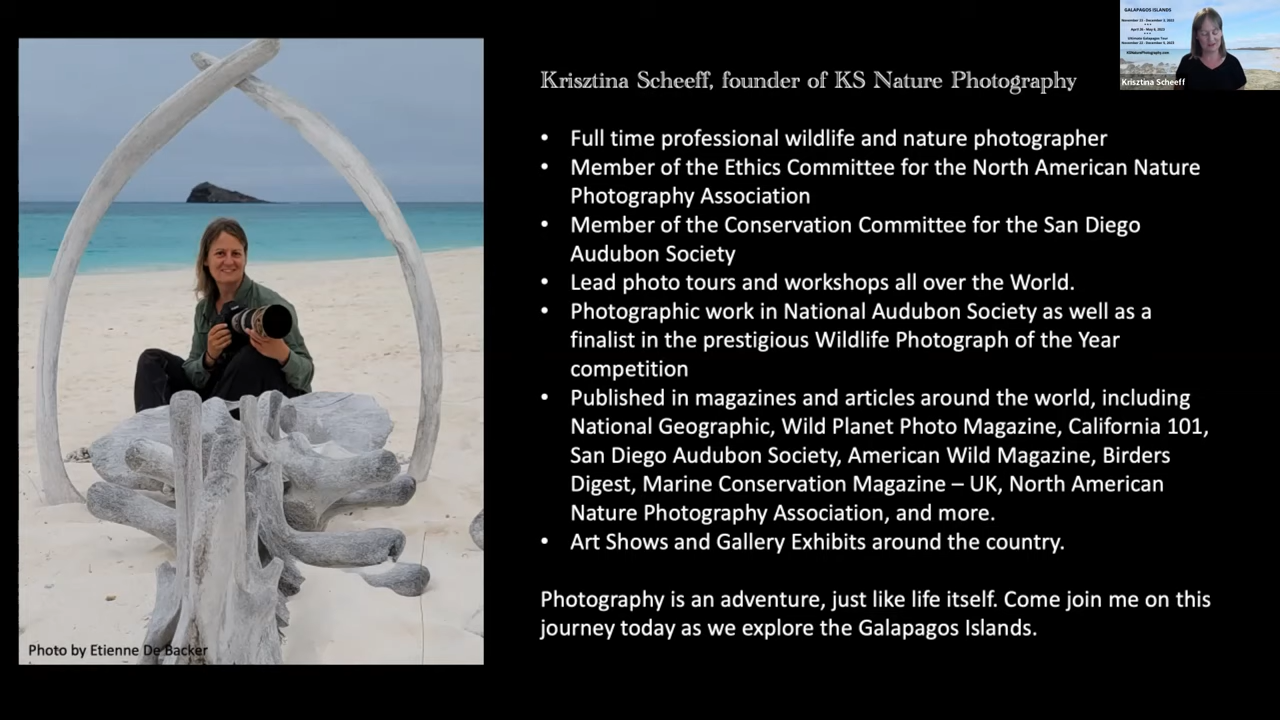 Krisztina Scheeff, founder of KS Nature Photography
• Full time professional wildlife and nature photographer
• Member of the Ethics Committee for the North American Nature
Photography Association
• Member of the Conservation Committee for the San Diego
Audubon Society
• Lead photo tours and workshops all over the World.
• Photographic work in National Audubon Society as well as a
finalist in the prestigious Wildlife Photograph of the Year
competition
• Published in magazines and articles around the world, including
National Geographic, Wild Planet Photo Magazine, California 101,
San Diego Audubon Society, American Wild Magazine, Birders
Digest, Marine Conservation Magazine – UK, North American
Nature Photography Association, and more.
• Art Shows and Gallery Exhibits around the country.
Photography is an adventure, just like life itself. Come join me on this
journey today as we explore the Galapagos Islands.
Photo by Etienne De Backer
GALAPAGOS ISLANDS
Ultimate Galapagos Tour
KSNaturePhotography.com
Krisztina Scheeff